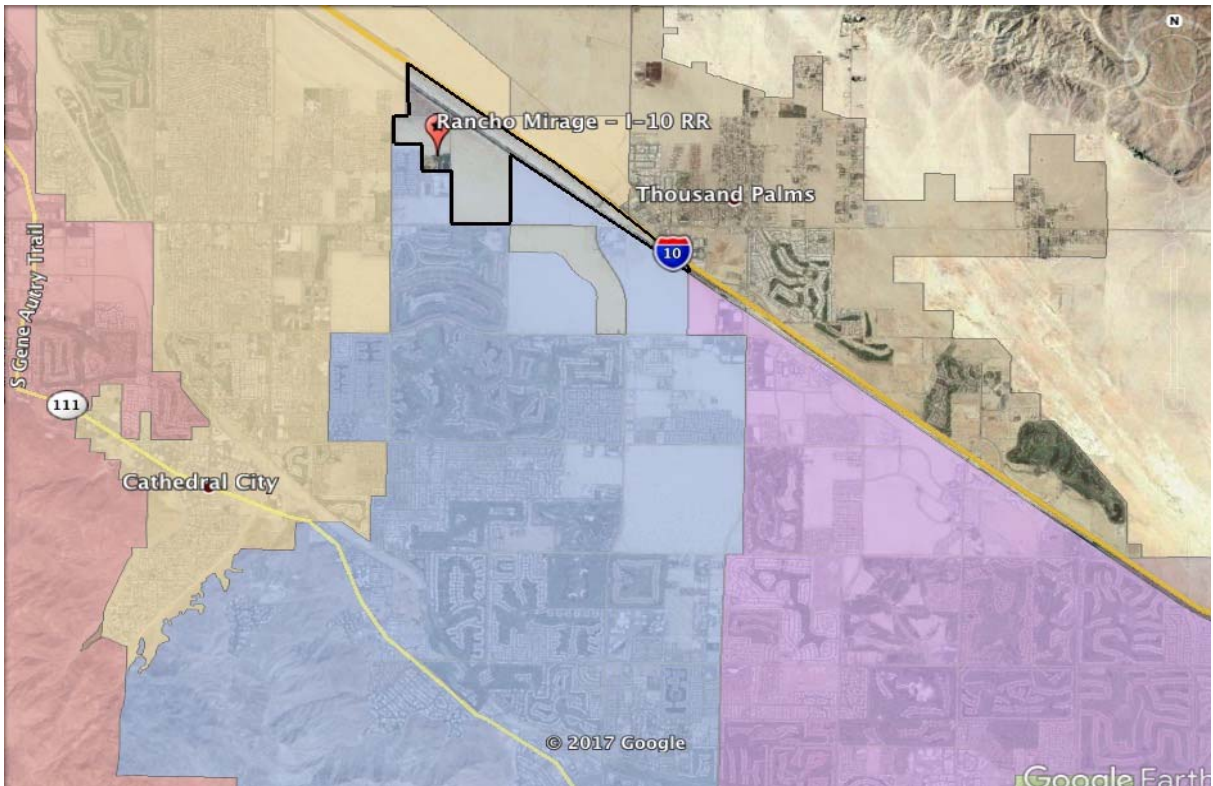 N
Rancho Mirage - I-10 RR
Thousand Palms
10
S Gene Autry Trail
111
Cathedral City
© 2017 Google
Google Earth